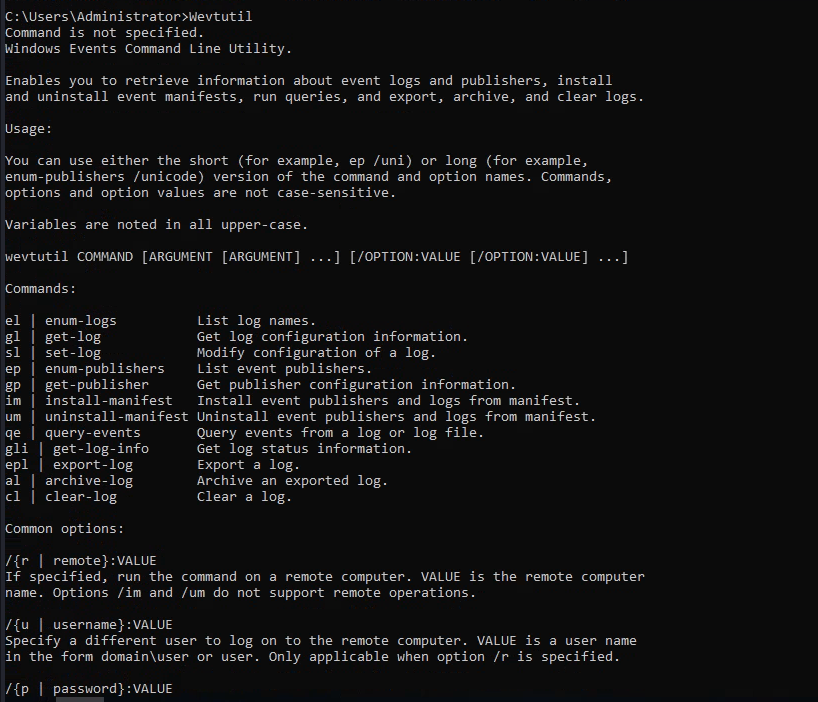 C:\Users\Administrator>Wevtutil
Command is not specified.
Windows Events Command Line Utility.

Enables you to retrieve information about event logs and publishers, install
and uninstall event manifests, run queries, and export, archive, and clear logs.

Usage:

You can use either the short (for example, ep /uni) or long (for example,
enum-publishers /unicode) version of the command and option names. Commands,
options and option values are not case-sensitive.

Variables are noted in all upper-case.

wevtutil COMMAND [ARGUMENT [ARGUMENT] ...] [/OPTION:VALUE [/OPTION:VALUE] ...]

Commands:

el | enum-logs          List log names.
gl | get-log            Get log configuration information.
sl | set-log            Modify configuration of a log.
ep | enum-publishers    List event publishers.
gp | get-publisher      Get publisher configuration information.
im | install-manifest   Install event publishers and logs from manifest.
um | uninstall-manifest Uninstall event publishers and logs from manifest.
qe | query-events       Query events from a log or log file.
gli | get-log-info      Get log status information.
epl | export-log        Export a log.
al | archive-log        Archive an exported log.
cl | clear-log          Clear a log.

Common options:

/{r | remote}:VALUE
If specified, run the command on a remote computer. VALUE is the remote computer
name. Options /im and /um do not support remote operations.

/{u | username}:VALUE
Specify a different user to log on to the remote computer. VALUE is a user name
in the form domain\user or user. Only applicable when option /r is specified.

/{p | password}:VALUE